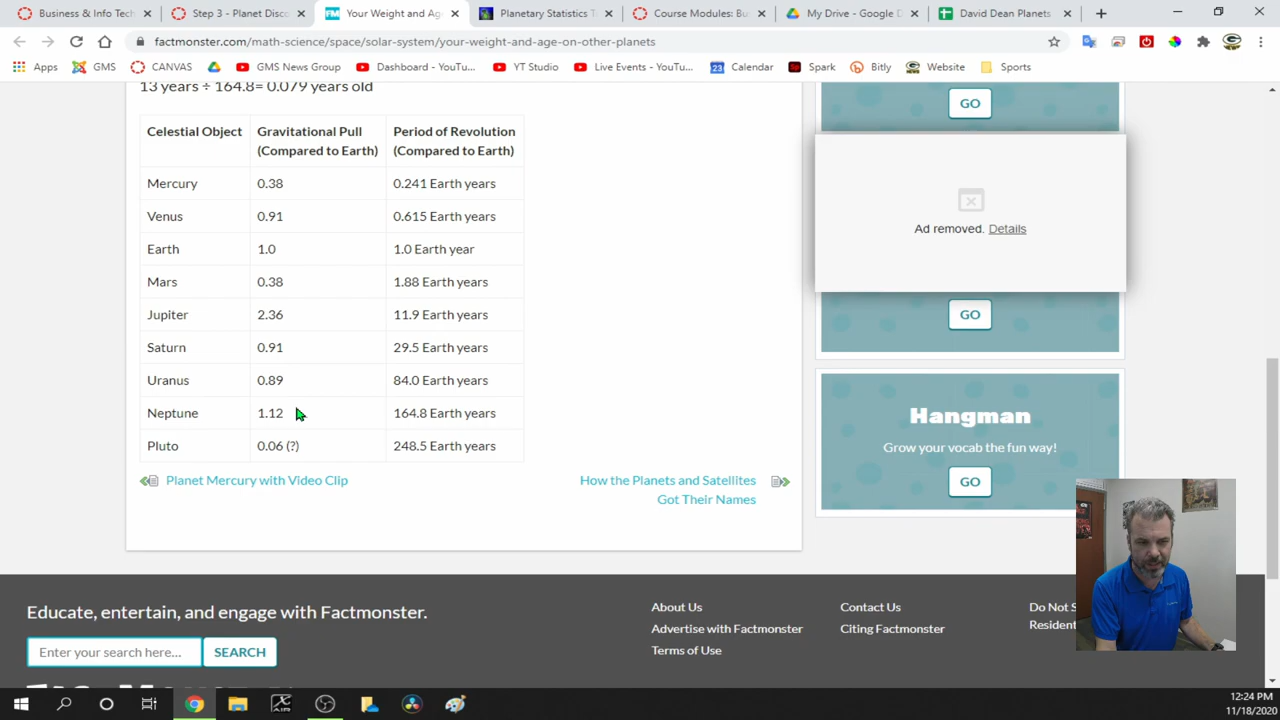 Business & Info Tech
Step 3 - Planet Disco
Your Weight and Ag
Planetary Statistics T
Course Modules: Bu
My Drive - Google D
David Dean Planets
factmonster.com/math-science/space/solar-system/your-weight-and-age-on-other-planets
Apps
GMS
CANVAS
GMS News Group
Dashboard - YouTu...
YT Studio
Live Events - YouTu...
Calendar
Spark
Bitly
Website
Sports
13 years ÷ 164.8= 0.079 years old
Celestial Object Gravitational Pull (Compared to Earth) Period of Revolution (Compared to Earth)
Mercury 0.38 0.241 Earth years
Venus 0.91 0.615 Earth years
Earth 1.0 1.0 Earth year
Mars 0.38 1.88 Earth years
Jupiter 2.36 11.9 Earth years
Saturn 0.91 29.5 Earth years
Uranus 0.89 84.0 Earth years
Neptune 1.12 164.8 Earth years
Pluto 0.06 (?) 248.5 Earth years
Planet Mercury with Video Clip
How the Planets and Satellites
Got Their Names
GO
Ad removed. Details
GO
Hangman
Grow your vocab the fun way!
GO
Educate, entertain, and engage with Factmonster.
Enter your search here...
SEARCH
About Us
Advertise with Factmonster
Terms of Use
Contact Us
Citing Factmonster
Do Not S
Resident
12:24 PM
11/18/2020